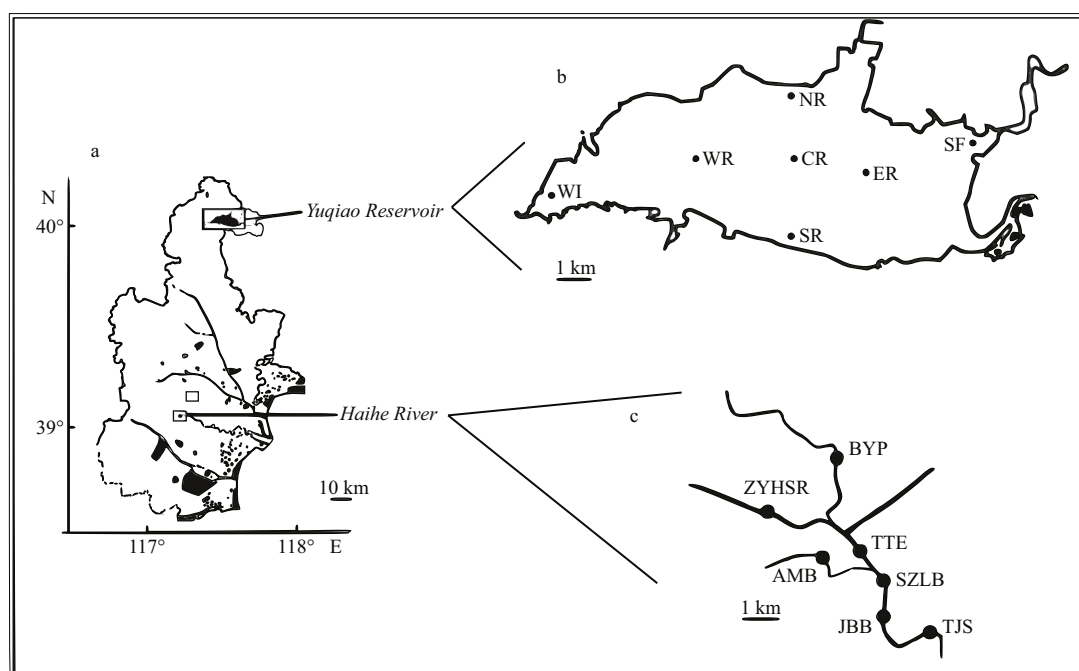 a
N
40°
39°
117°
118°
E
10 km
Yuqiao Reservoir
Haihe River
b
NR
WR
CR
ER
SF
WI
SR
1 km
c
BYP
ZYHSR
TTE
AMB
SZLB
1 km
JBB
TJS